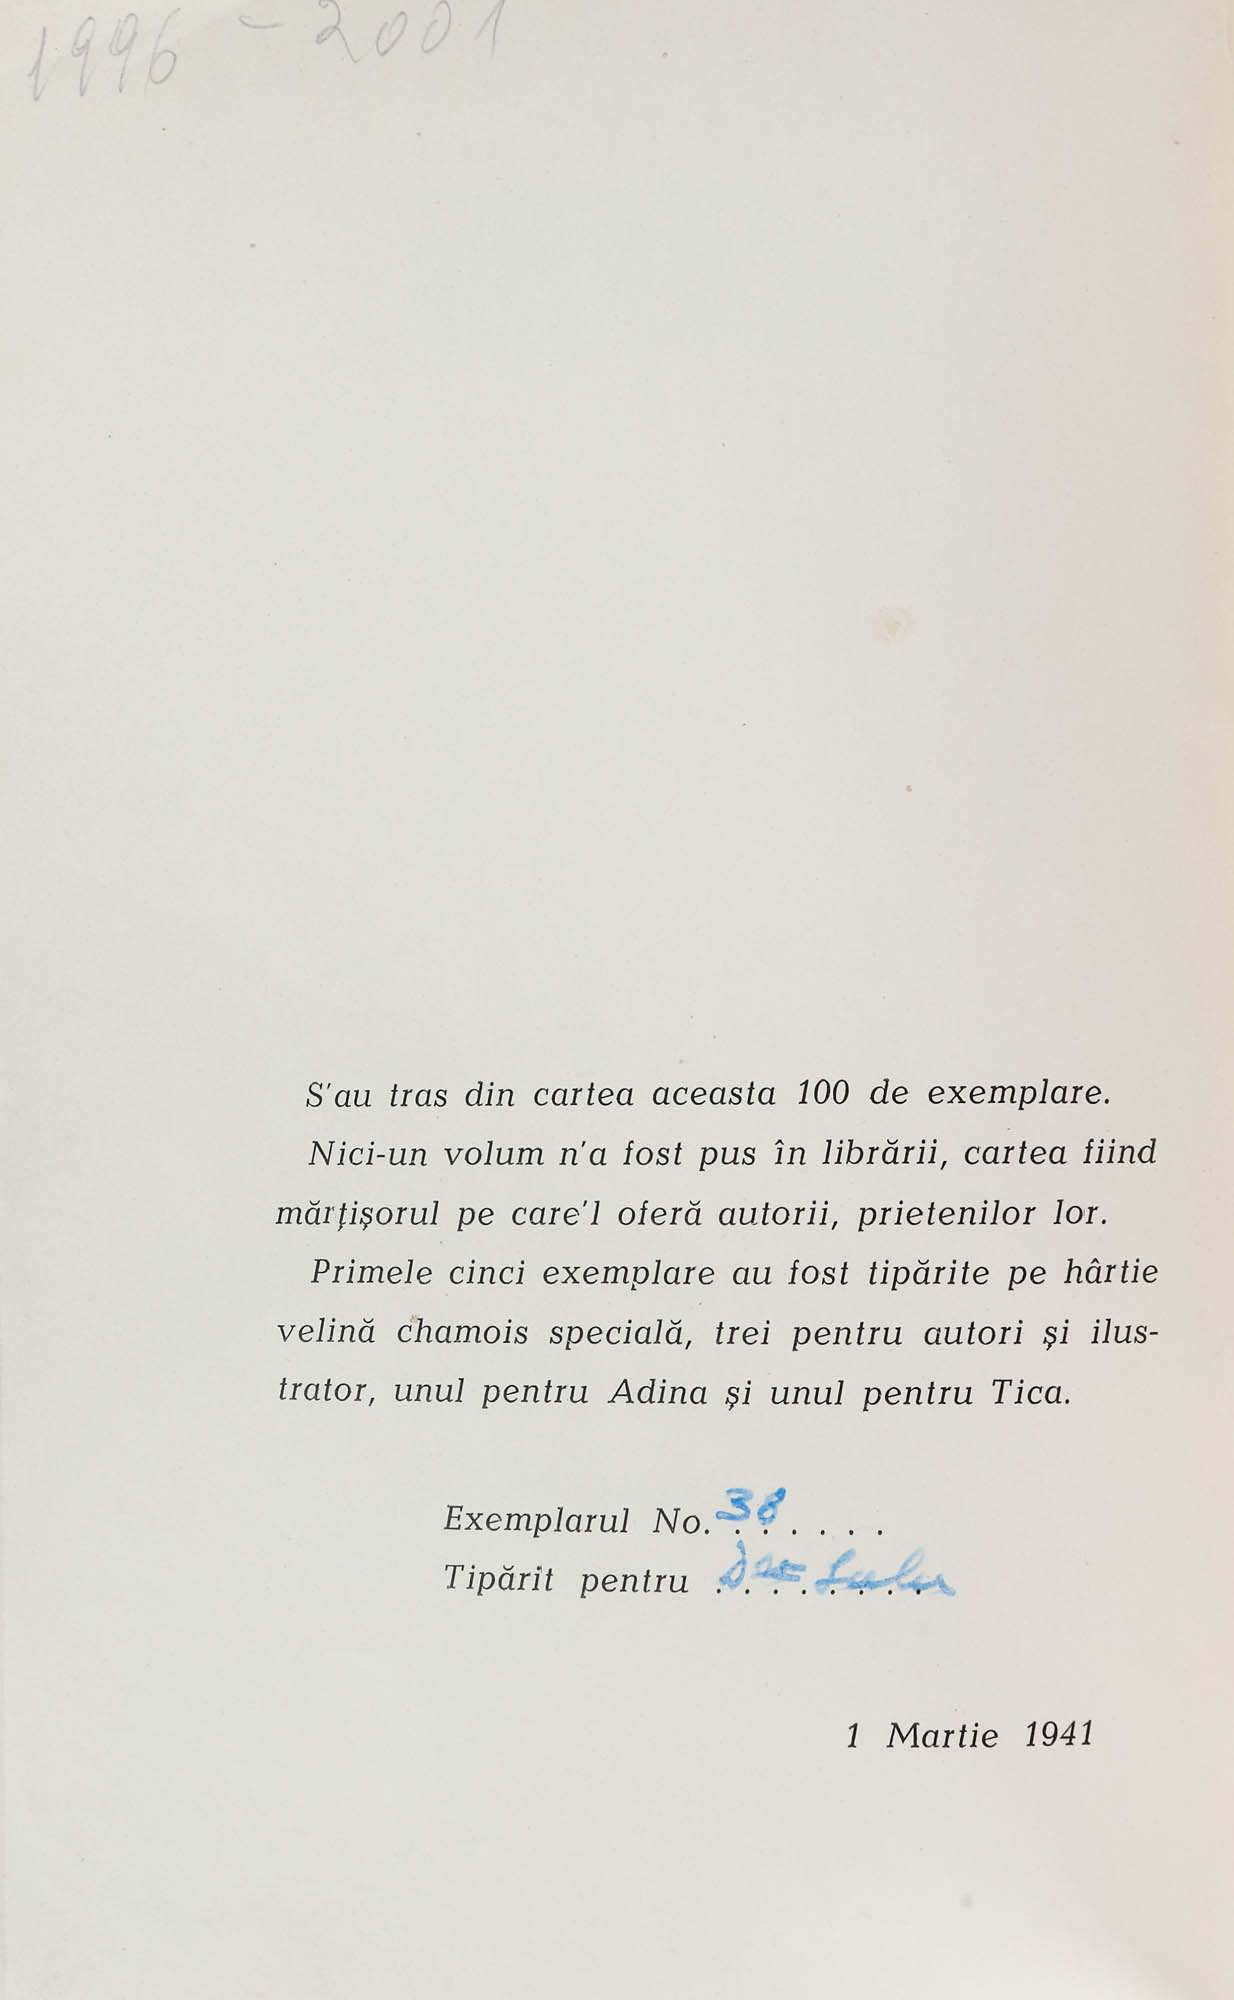 1996 - 2001
S'au tras din cartea aceasta 100 de exemplare.
Nici-un volum n'a fost pus în librării, cartea fiind
mărţişorul pe care'l oferă autorii, prietenilor lor.
Primele cinci exemplare au fost tipărite pe hârtie
velină chamois specială, trei pentru autori şi ilus-
trator, unul pentru Adina şi unul pentru Tica.
Exemplarul No. 38 . . . . . .
Tipărit pentru . . . . . . . . Lulu
1 Martie 1941